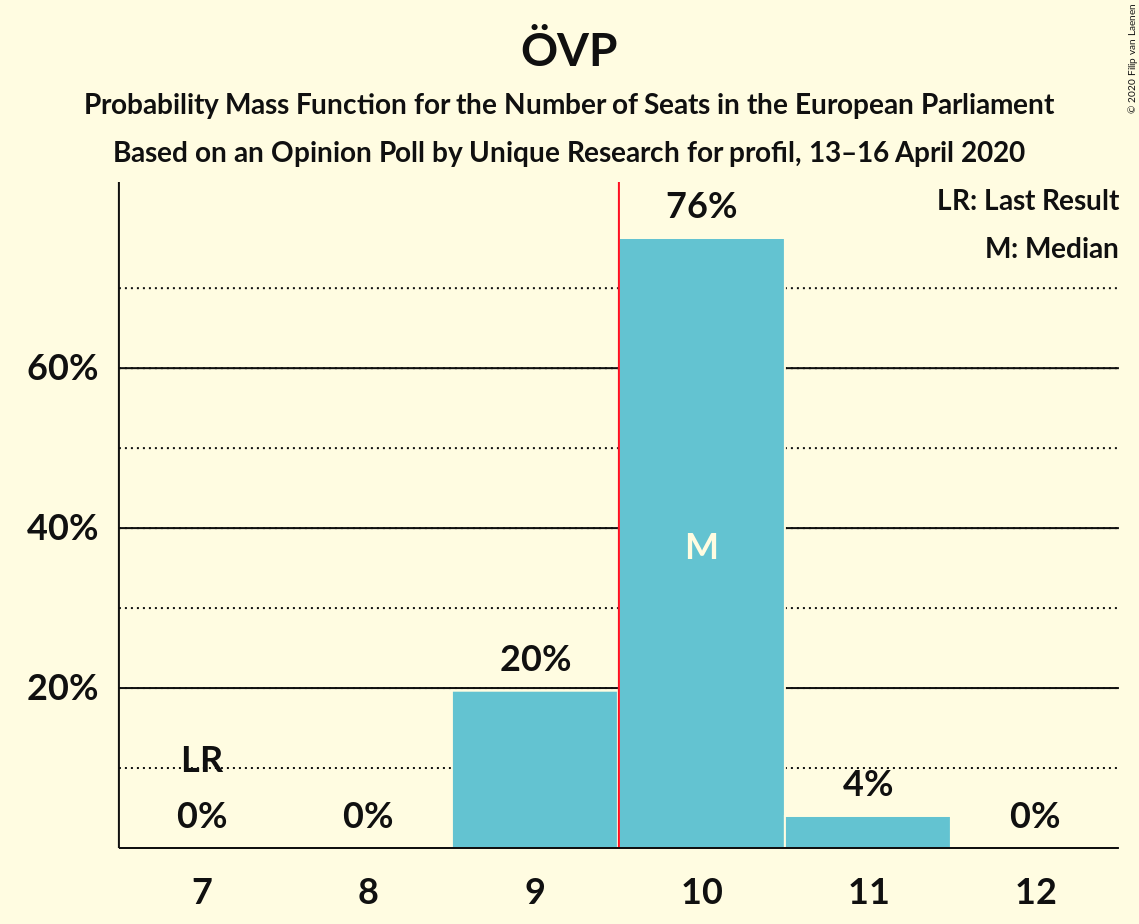 ÖVP
Probability Mass Function for the Number of Seats in the European Parliament
Based on an Opinion Poll by Unique Research for profil, 13–16 April 2020
© 2020 Filip van Laenen
LR: Last Result
M: Median
76%
60%
40%
M
20%
20%
LR
4%
0%
0%
0%
7
8
9
10
11
12